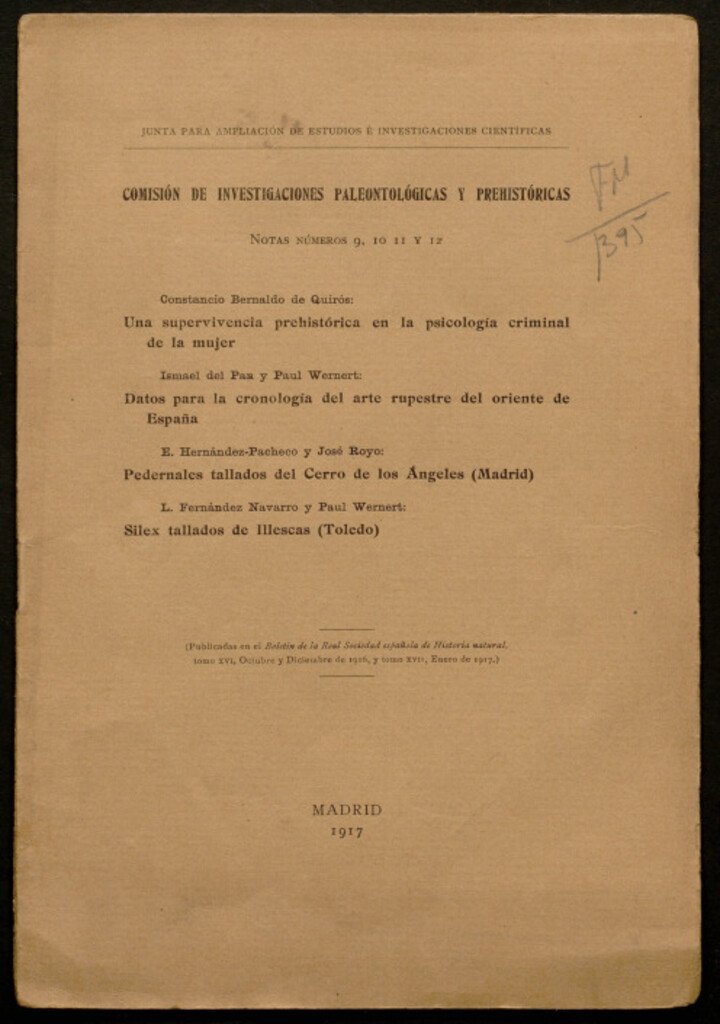 JUNTA PARA AMPLIACIÓN DE ESTUDIOS É INVESTIGACIONES CIENTÍFICAS
COMISIÓN DE INVESTIGACIONES PALEONTOLÓGICAS Y PREHISTÓRICAS
NOTAS NÚMEROS 9, 10 11 Y 12
FM
1395
Constancio Bernaldo de Quirós:
Una supervivencia prehistórica en la psicología criminal
de la mujer
Ismael del Pan y Paul Wernert:
Datos para la cronología del arte rupestre del oriente de
España
E. Hernández-Pacheco y José Royo:
Pedernales tallados del Cerro de los Ángeles (Madrid)
L. Fernández Navarro y Paul Wernert:
Silex tallados de Illescas (Toledo)
(Publicadas en el Boletín de la Real Sociedad española de Historia natural,
tomo XVI, Octubre y Diciembre de 1916, y tomo XVII, Enero de 1917.)
MADRID
1917